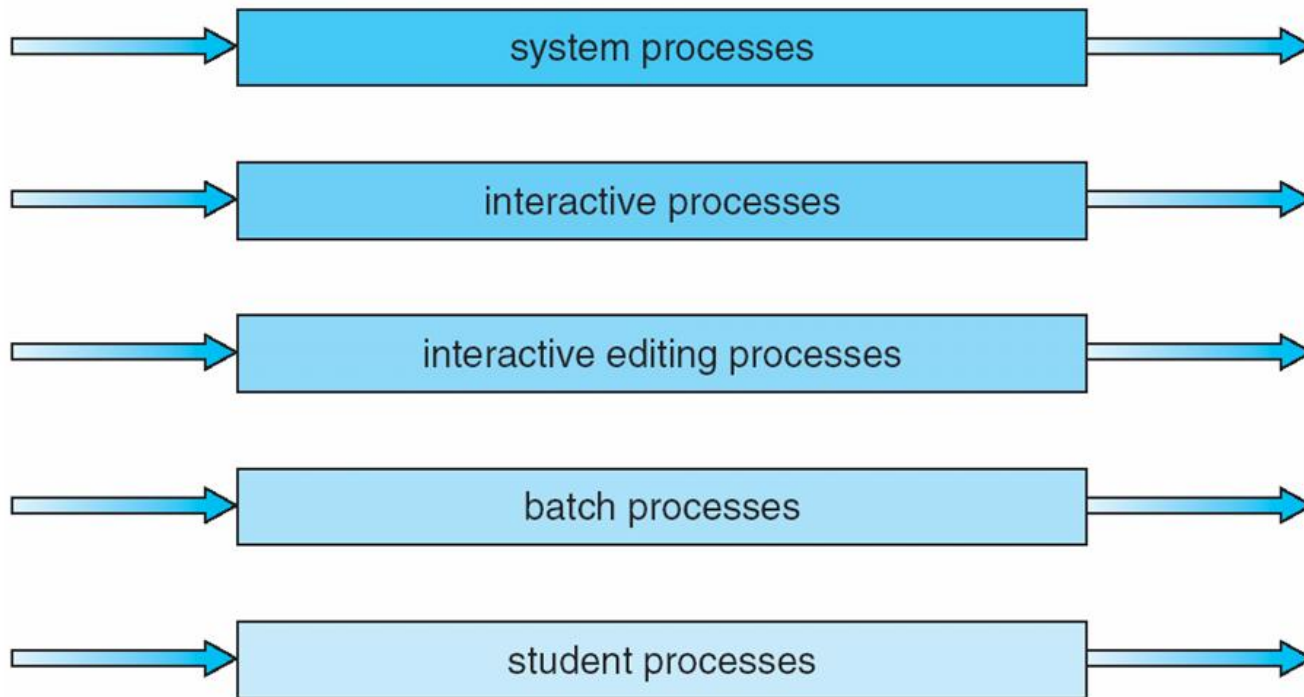 system processes
interactive processes
interactive editing processes
batch processes
student processes